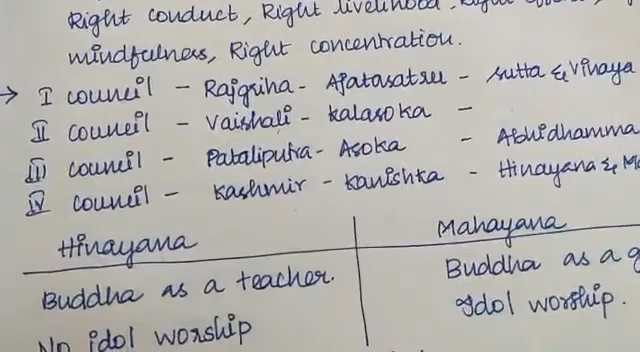 Right conduct, Right livelihood, Right
mindfulness, Right concentration.
→ I council - Rajgriha - Ajatasatru - sutta & Vinaya
II council - Vaishali - kalasoka -
III council - Pataliputra - Asoka - Abhidhamma
IV council - Kashmir - Kanishka - Hinayana &
Hinayana
Mahayana
Buddha as a teacher.
Buddha as a
No idol worship
Idol worship.